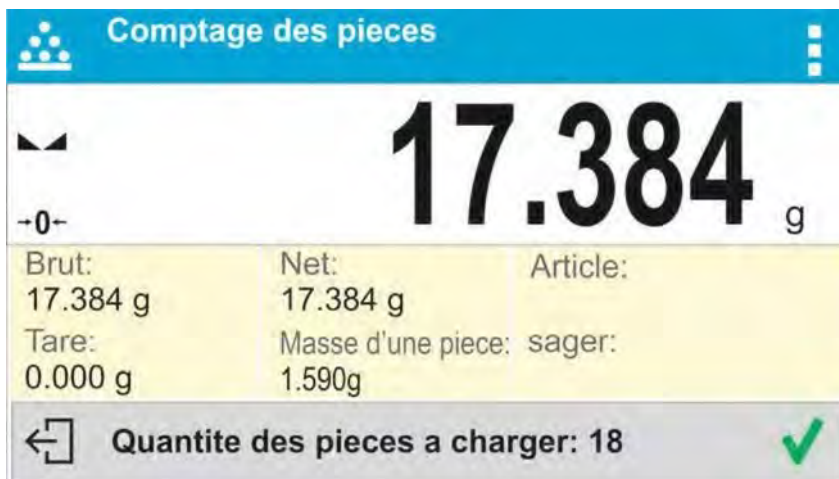 Comptage des pieces
17.384 g
→0←
Brut: Net: Article:
17.384 g 17.384 g
Tare: Masse d'une piece: sager:
0.000 g 1.590g
Quantite des pieces a charger: 18